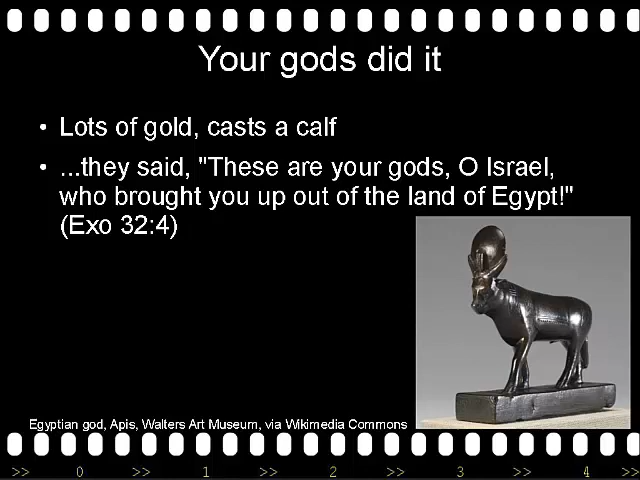 Your gods did it
• Lots of gold, casts a calf
• ...they said, "These are your gods, O Israel,
who brought you up out of the land of Egypt!"
(Exo 32:4)
Egyptian god, Apis, Walters Art Museum, via Wikimedia Commons
>> 0 >> 1 >> 2 >> 3 >> 4 >>